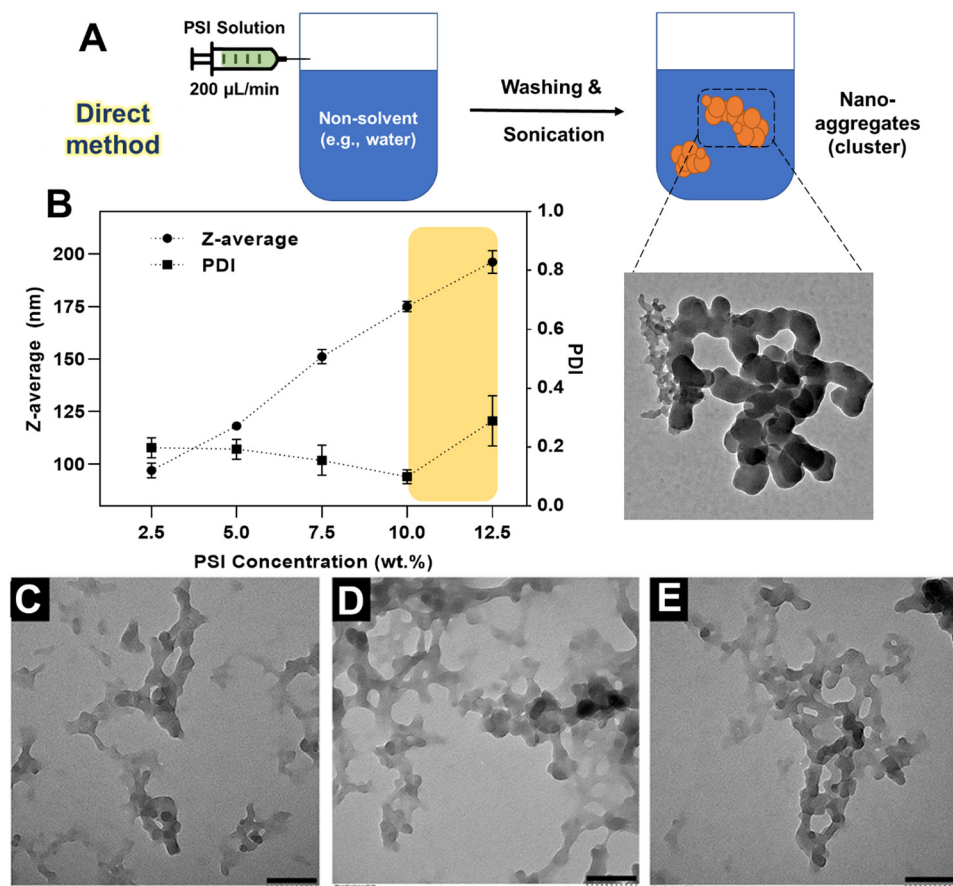 A
PSI Solution
200 µL/min
Direct
method
Non-solvent
(e.g., water)
Washing &
Sonication
Nano-
aggregates
(cluster)
B
Z-average
PDI
Z-average (nm)
200
175
150
125
100
1.0
0.8
0.6
0.4
0.2
0.0
PDI
2.5 5.0 7.5 10.0 12.5
PSI Concentration (wt.%)
C
D
E